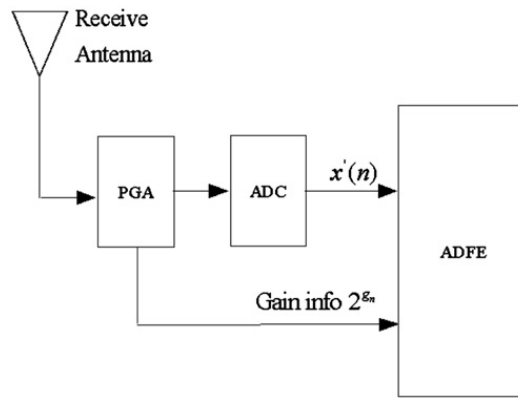 Receive
Antenna
PGA
ADC
x'(n)
ADFE
Gain info 2^{g_n}